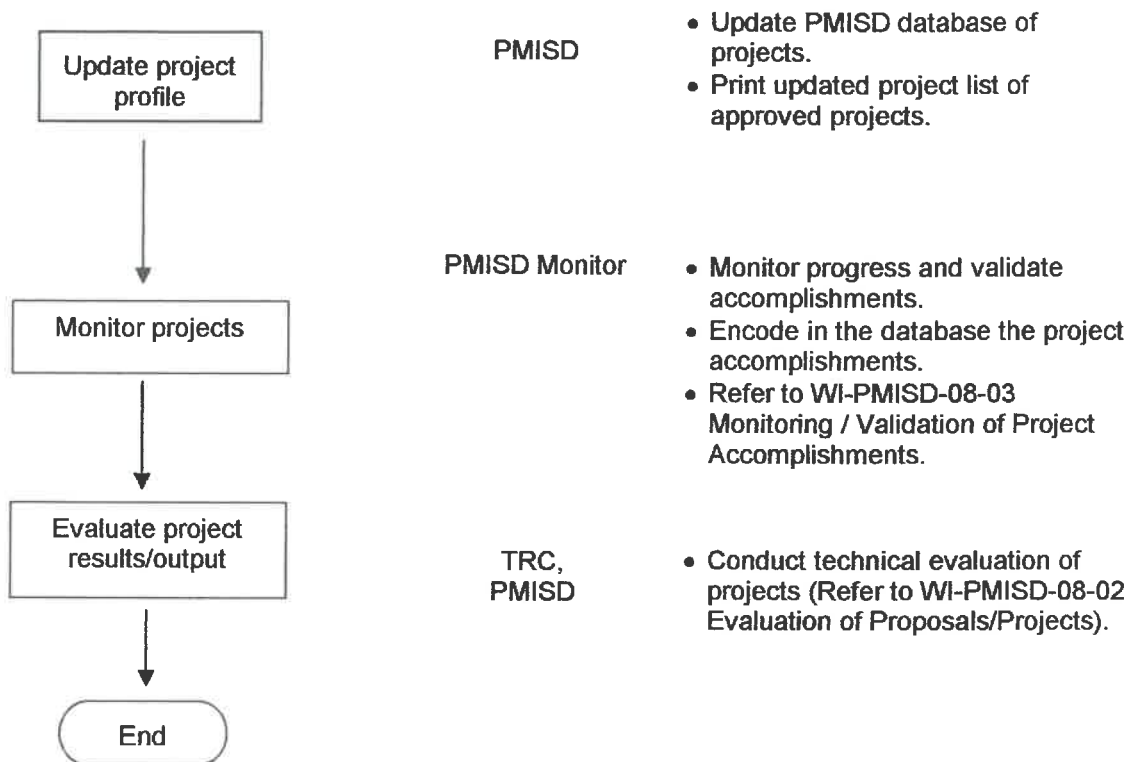 Update project
profile
PMISD
• Update PMISD database of
projects.
• Print updated project list of
approved projects.
Monitor projects
PMISD Monitor
• Monitor progress and validate
accomplishments.
• Encode in the database the project
accomplishments.
• Refer to WI-PMISD-08-03
Monitoring / Validation of Project
Accomplishments.
Evaluate project
results/output
TRC,
PMISD
• Conduct technical evaluation of
projects (Refer to WI-PMISD-08-02
Evaluation of Proposals/Projects).
End